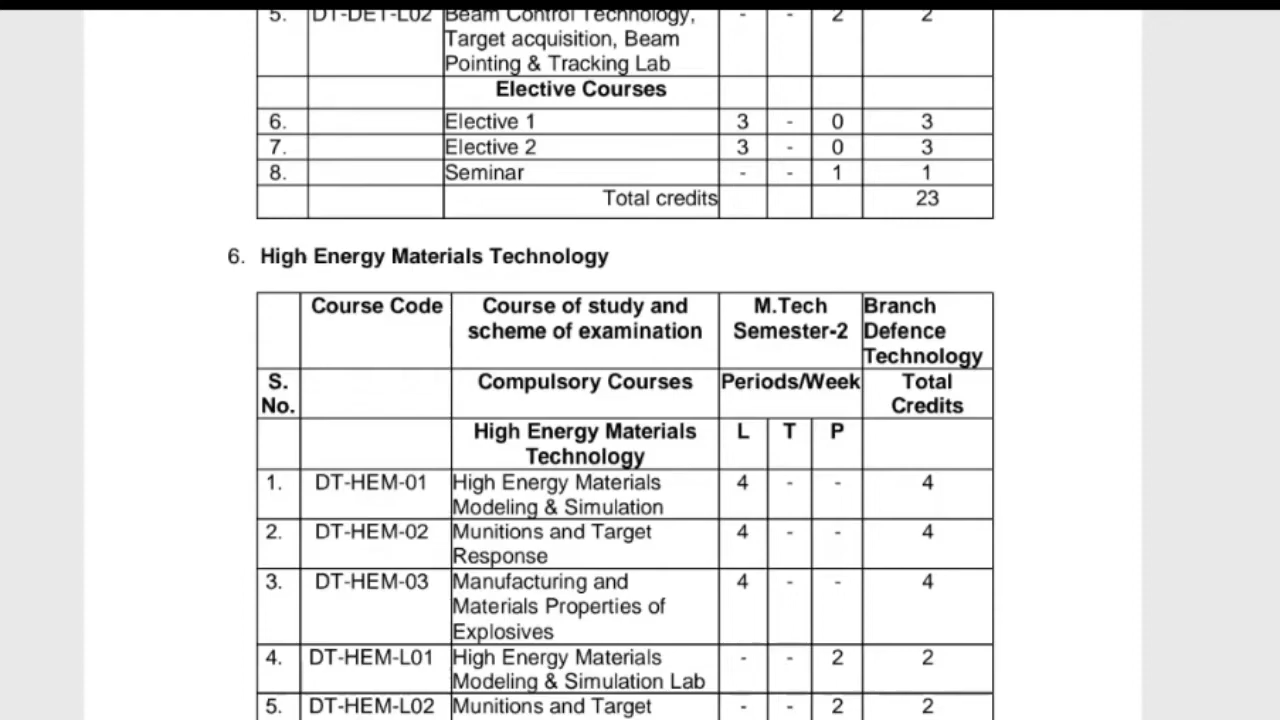 5. DT-DET-L02 Beam Control Technology, - - 2 2
Target acquisition, Beam
Pointing & Tracking Lab
Elective Courses
6. Elective 1 3 - 0 3
7. Elective 2 3 - 0 3
8. Seminar - - 1 1
Total credits 23
6. High Energy Materials Technology
Course Code Course of study and M.Tech Branch
scheme of examination Semester-2 Defence
Technology
S. Compulsory Courses Periods/Week Total
No. Credits
High Energy Materials L T P
Technology
1. DT-HEM-01 High Energy Materials 4 - - 4
Modeling & Simulation
2. DT-HEM-02 Munitions and Target 4 - - 4
Response
3. DT-HEM-03 Manufacturing and 4 - - 4
Materials Properties of
Explosives
4. DT-HEM-L01 High Energy Materials - - 2 2
Modeling & Simulation Lab
5. DT-HEM-L02 Munitions and Target - - 2 2